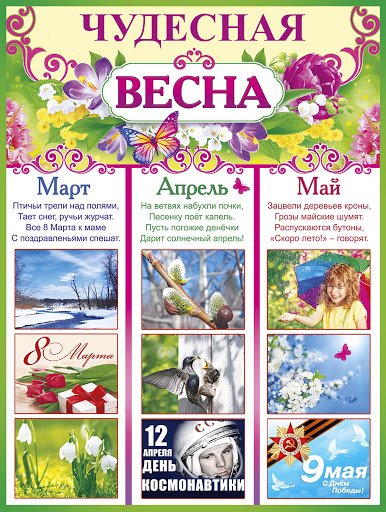 ЧУДЕСНАЯ
ВЕСНА
Март
Птичьи трели над полями,
Тает снег, ручьи журчат.
Все 8 Марта к маме
С поздравленьями спешат.
8 Марта
Апрель
На ветвях набухли почки,
Песенку поёт капель.
Пусть погожие денёчки
Дарит солнечный апрель!
СС
12
АПРЕЛЯ
ДЕНЬ
КОСМОНАВТИКИ
Май
Зацвели деревьев кроны,
Грозы майские шумят.
Распускаются бутоны,
«Скоро лето!» – говорят.
9 мая
С Днём
Победы!